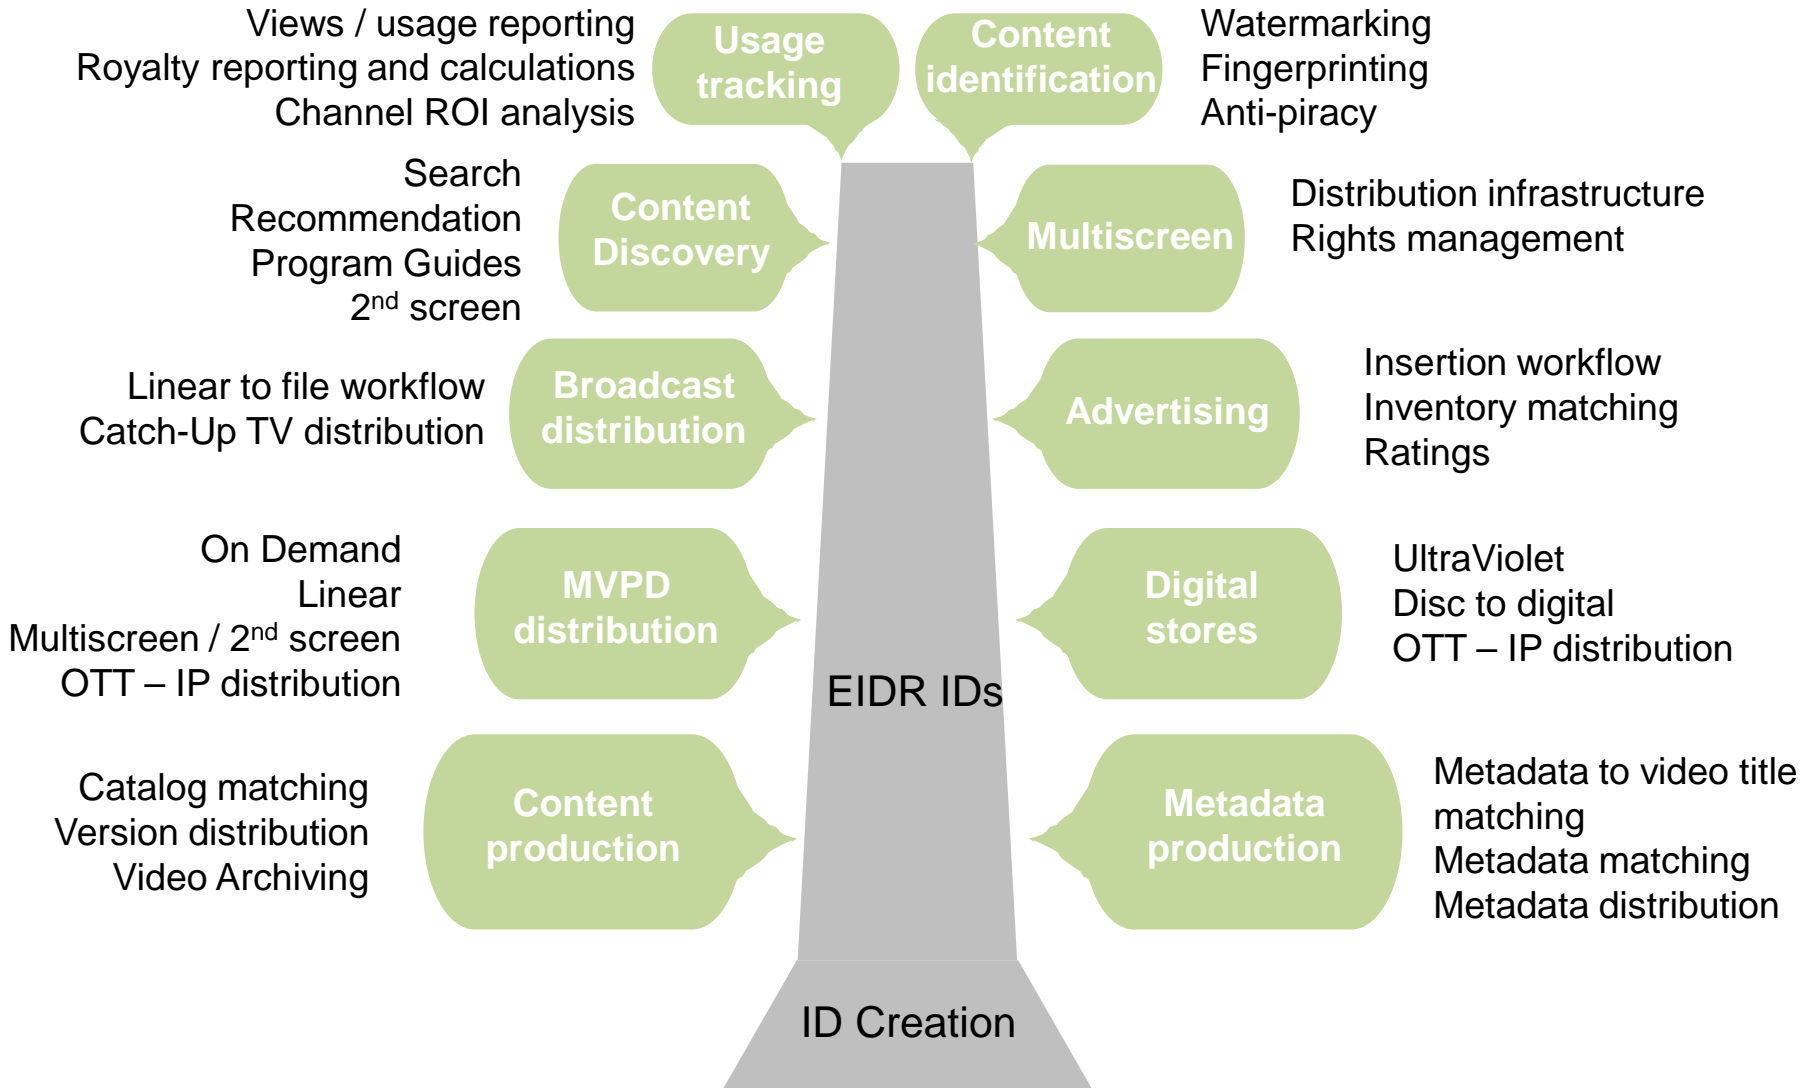 Views / usage reporting
Royalty reporting and calculations
Channel ROI analysis
Usage
tracking
Content
identification
Watermarking
Fingerprinting
Anti-piracy
Search
Recommendation
Program Guides
2nd screen
Content
Discovery
Multiscreen
Distribution infrastructure
Rights management
Linear to file workflow
Catch-Up TV distribution
Broadcast
distribution
Advertising
Insertion workflow
Inventory matching
Ratings
On Demand
Linear
Multiscreen / 2nd screen
OTT – IP distribution
MVPD
distribution
Digital
stores
UltraViolet
Disc to digital
OTT – IP distribution
EIDR IDs
Catalog matching
Version distribution
Video Archiving
Content
production
Metadata
production
Metadata to video title
matching
Metadata matching
Metadata distribution
ID Creation